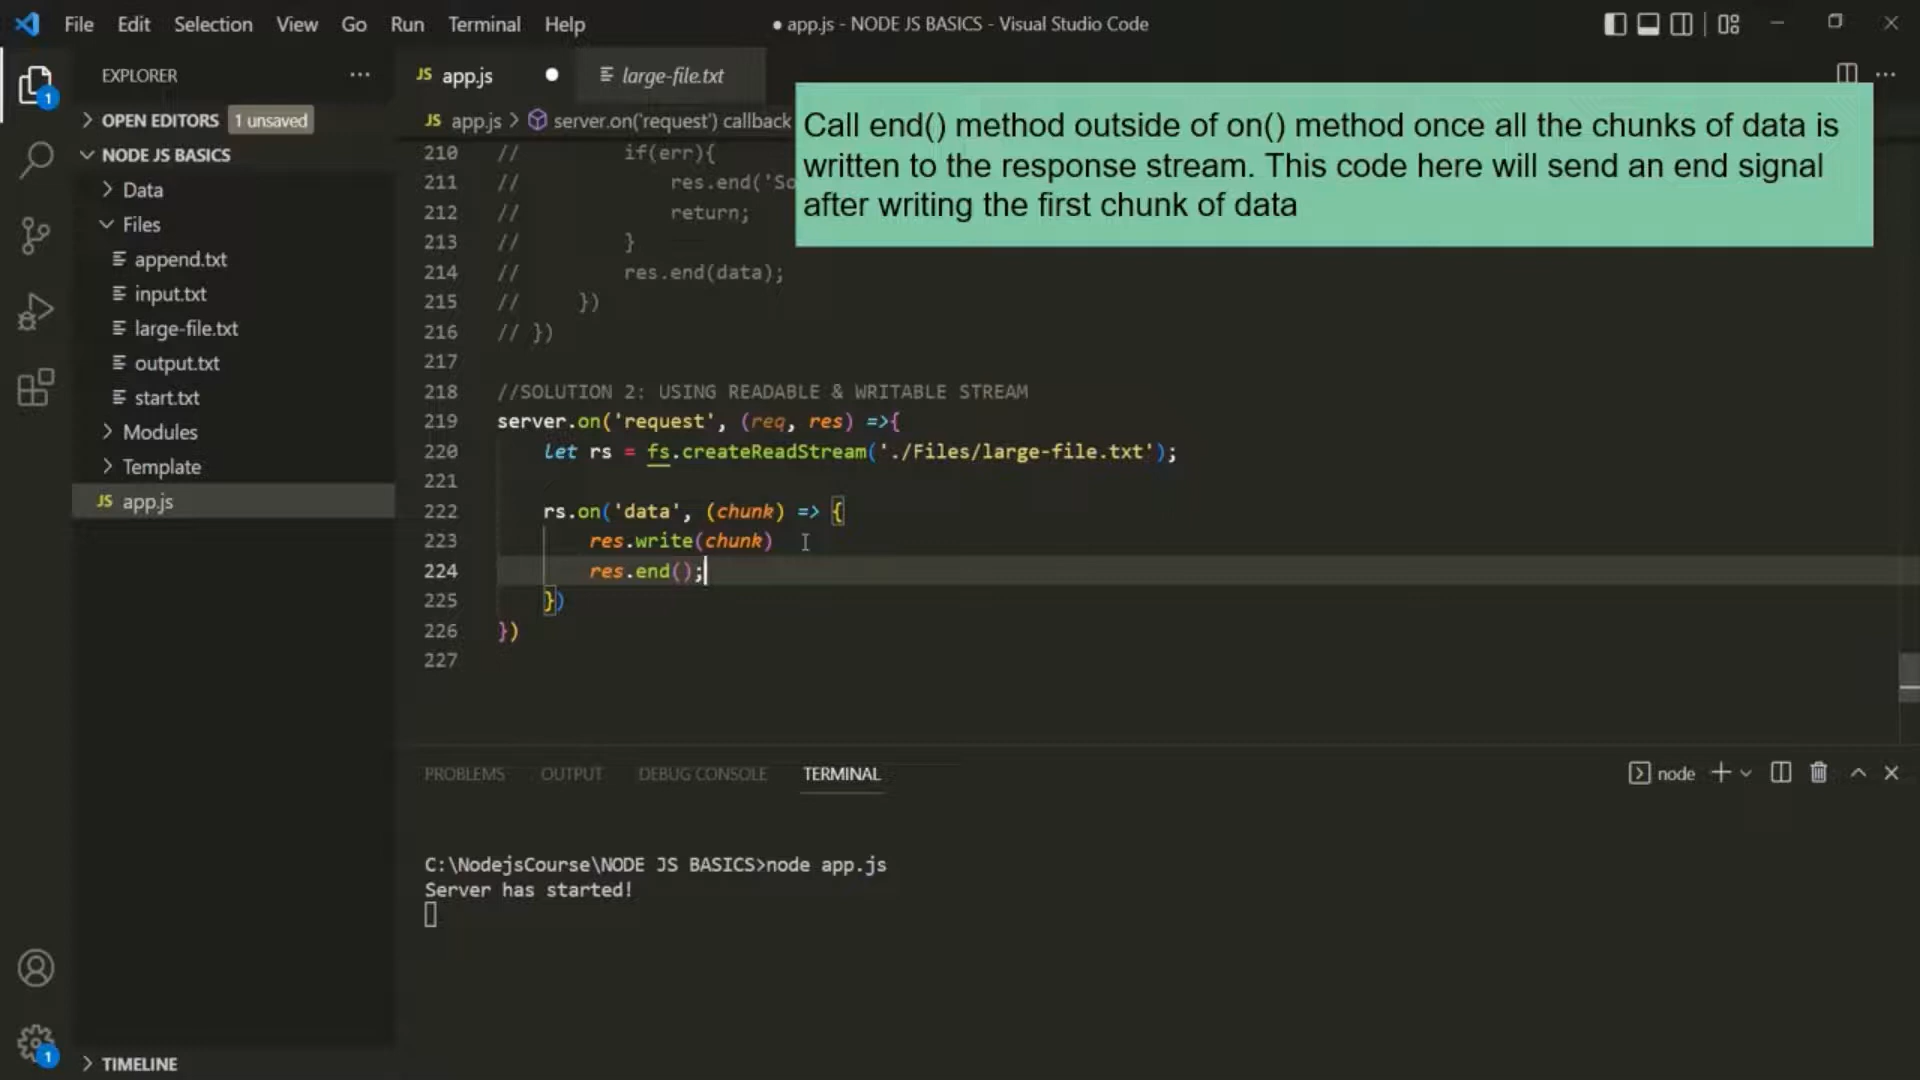 File Edit Selection View Go Run Terminal Help
● app.js - NODE JS BASICS - Visual Studio Code
EXPLORER
OPEN EDITORS 1 unsaved
NODE JS BASICS
Data
Files
append.txt
input.txt
large-file.txt
output.txt
start.txt
Modules
Template
JS app.js
TIMELINE
1
1
JS app.js
large-file.txt
JS app.js > server.on('request') callback
Call end() method outside of on() method once all the chunks of data is
written to the response stream. This code here will send an end signal
after writing the first chunk of data
210 // if(err){
211 // res.end('So
212 // return;
213 // }
214 // res.end(data);
215 // })
216 // })
217
218 //SOLUTION 2: USING READABLE & WRITABLE STREAM
219 server.on('request', (req, res) =>{
220 let rs = fs.createReadStream('./Files/large-file.txt');
221
222 rs.on('data', (chunk) => {
223 res.write(chunk)
224 res.end();
225 })
226 })
227
PROBLEMS OUTPUT DEBUG CONSOLE TERMINAL
node
C:\NodejsCourse\NODE JS BASICS>node app.js
Server has started!